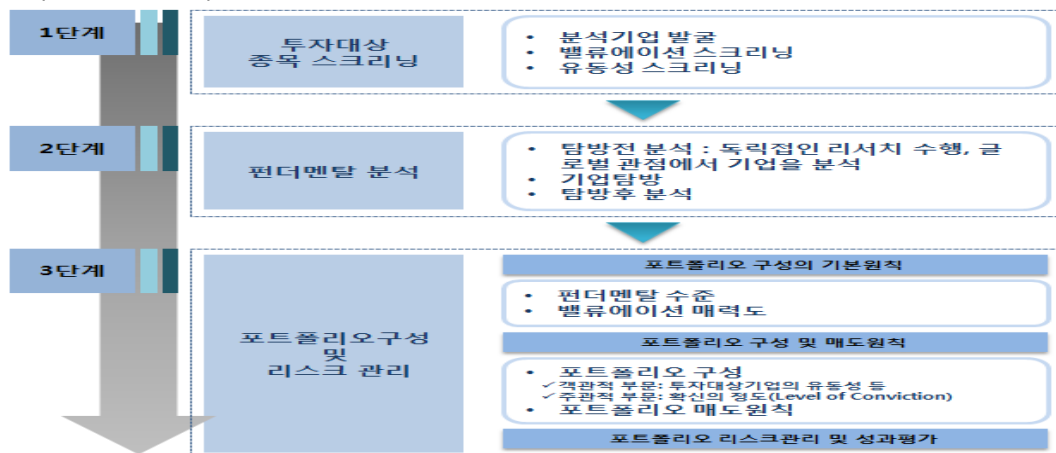 1단계
투자대상
종목 스크리닝
• 분석기업 발굴
• 밸류에이션 스크리닝
• 유동성 스크리닝
2단계
펀더멘탈 분석
• 탐방전 분석 : 독립접인 리서치 수행, 글
로벌 관점에서 기업을 분석
• 기업탐방
• 탐방후 분석
3단계
포트폴리오구성
및
리스크 관리
포트폴리오 구성의 기본원칙
• 펀더멘탈 수준
• 밸류에이션 매력도
포트폴리오 구성 및 매도원칙
• 포트폴리오 구성
✓객관적 부문: 투자대상기업의 유동성 등
✓주관적 부문: 확신의 정도(Level of Conviction)
• 포트폴리오 매도원칙
포트폴리오 리스크관리 및 성과평가